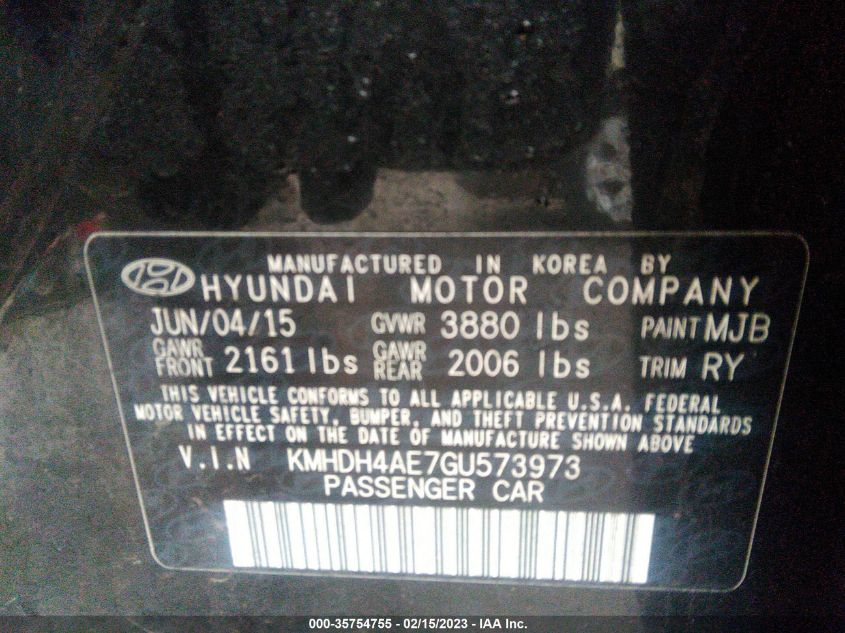 MANUFACTURED IN KOREA BY
HYUNDAI MOTOR COMPANY
JUN/04/15 GVWR 3880 lbs PAINT MJB
GAWR FRONT 2161 lbs GAWR REAR 2006 lbs TRIM RY
THIS VEHICLE CONFORMS TO ALL APPLICABLE U.S.A. FEDERAL
MOTOR VEHICLE SAFETY, BUMPER, AND THEFT PREVENTION STANDARDS
IN EFFECT ON THE DATE OF MANUFACTURE SHOWN ABOVE
V.I.N KMHDH4AE7GU573973
PASSENGER CAR
000-35754755 - 02/15/2023 - IAA Inc.